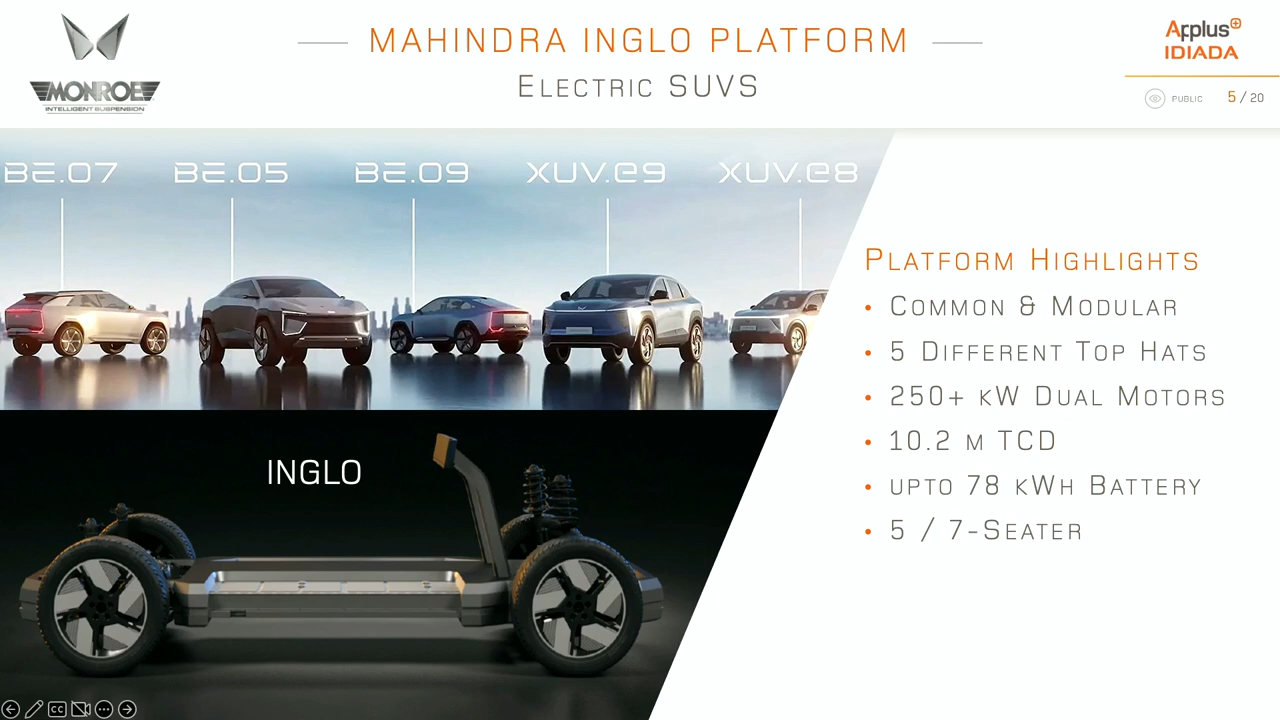 MAHINDRA INGLO PLATFORM
ELECTRIC SUVS
MONROE
INTELLIGENT SUSPENSION
Applus+
IDIADA
PUBLIC
5 / 20
BE.07 BE.05 BE.09 XUV.e9 XUV.e8
PLATFORM HIGHLIGHTS
• COMMON & MODULAR
• 5 DIFFERENT TOP HATS
• 250+ KW DUAL MOTORS
• 10.2 M TCD
• UPTO 78 KWH BATTERY
• 5 / 7-SEATER
INGLO
CC